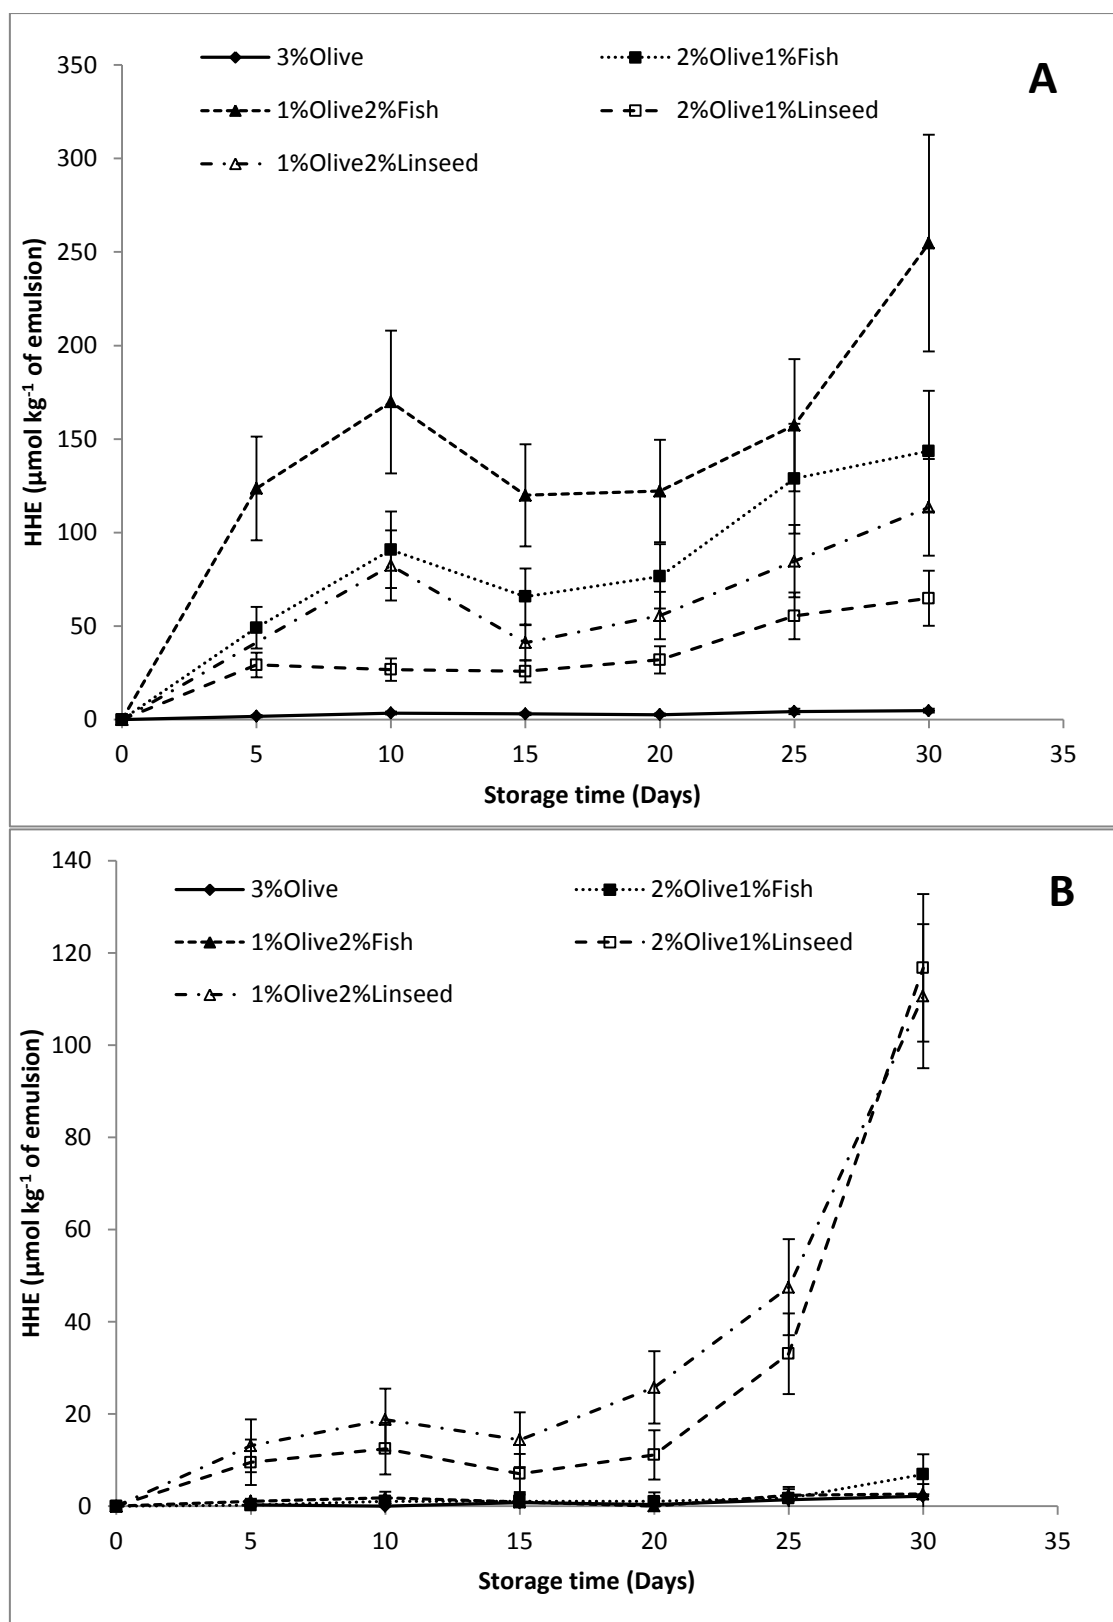 3%Olive
2%Olive1%Fish
A
350
1%Olive2%Fish
2%Olive1%Linseed
300
1%Olive2%Linseed
250
200
150
100
50
0
HHE (µmol kg⁻¹ of emulsion)
0 5 10 15 20 25 30 35
Storage time (Days)
140
3%Olive
2%Olive1%Fish
B
120
1%Olive2%Fish
2%Olive1%Linseed
1%Olive2%Linseed
100
80
60
40
20
0
HHE (µmol kg⁻¹ of emulsion)
0 5 10 15 20 25 30 35
Storage time (Days)